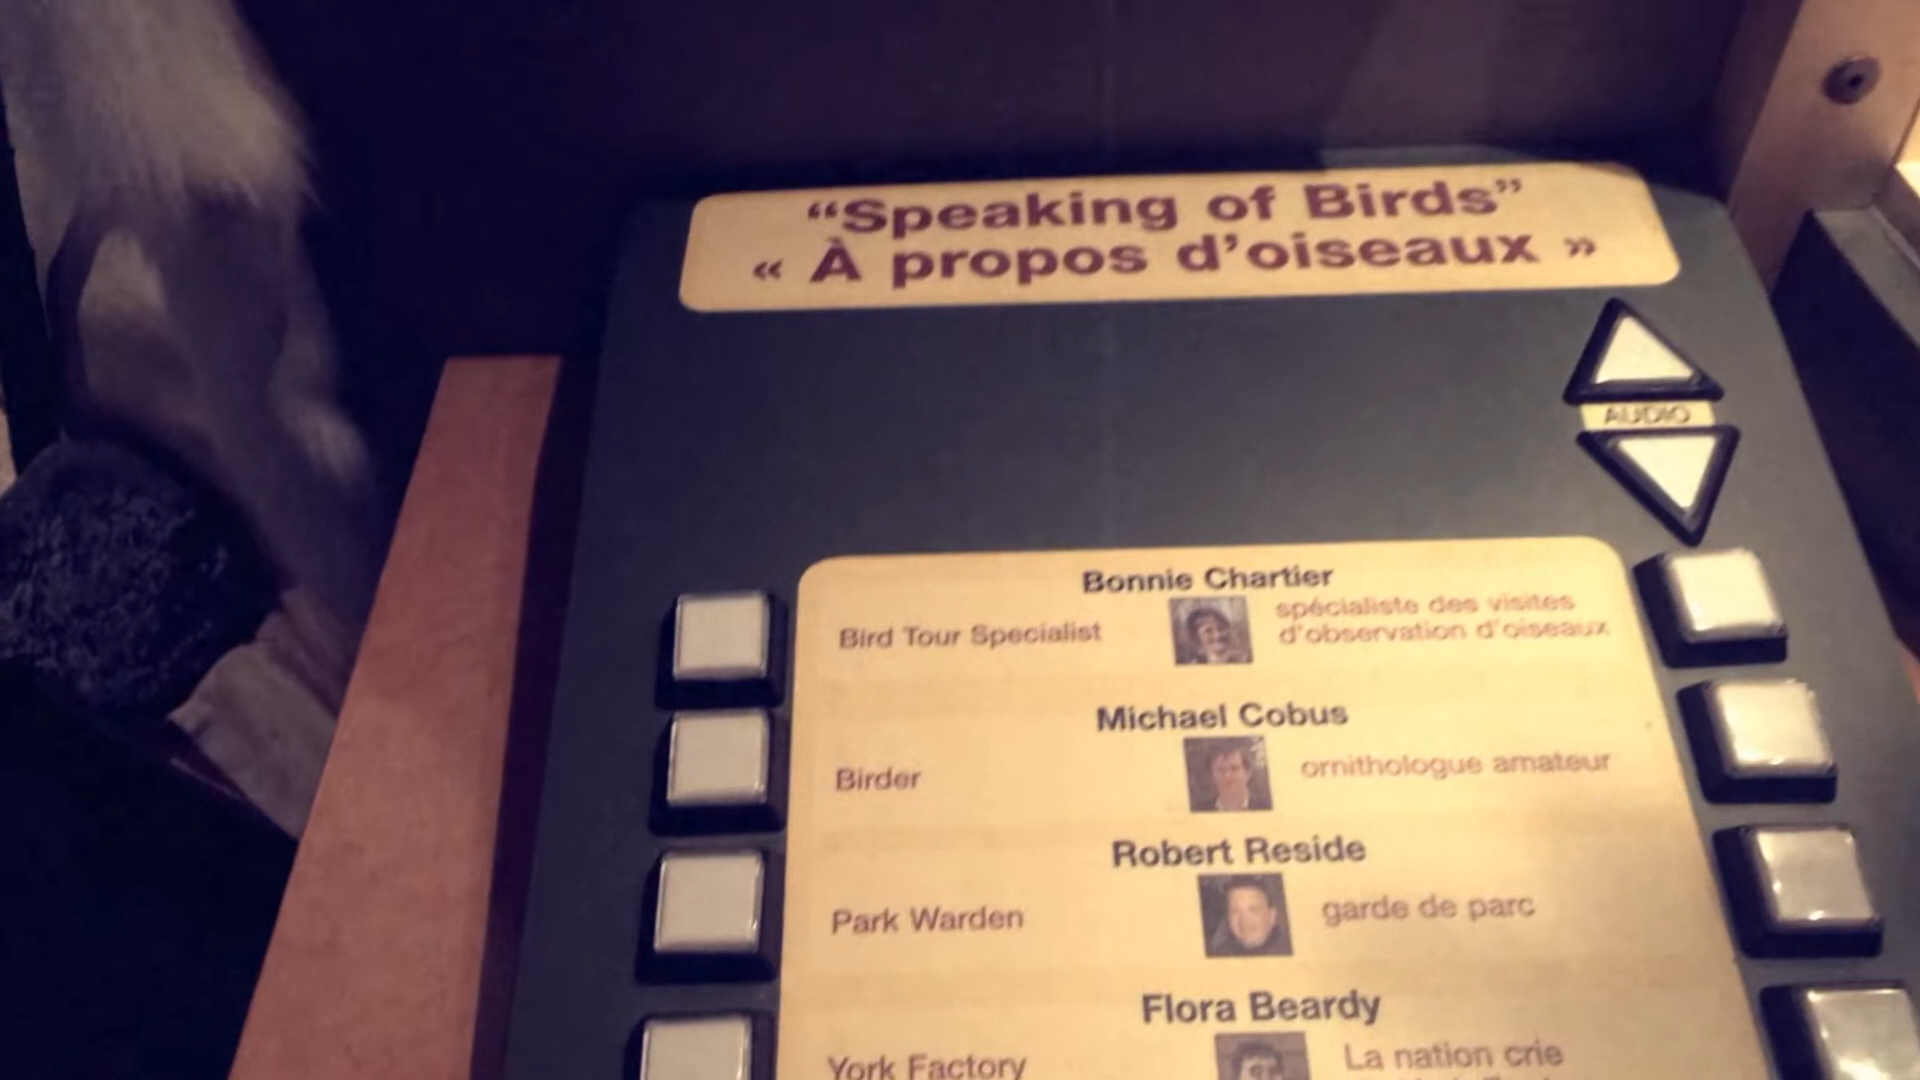 “Speaking of Birds”
« À propos d’oiseaux »
AUDIO
Bonnie Chartier
Bird Tour Specialist
spécialiste des visites
d’observation d’oiseaux
Michael Cobus
Birder
ornithologue amateur
Robert Reside
Park Warden
garde de parc
Flora Beardy
York Factory
La nation crie